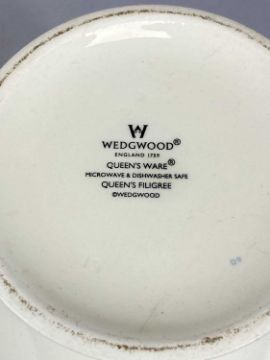 W
WEDGWOOD®
ENGLAND 1759
QUEEN'S WARE®
MICROWAVE & DISHWASHER SAFE
QUEEN'S FILIGREE
©WEDGWOOD